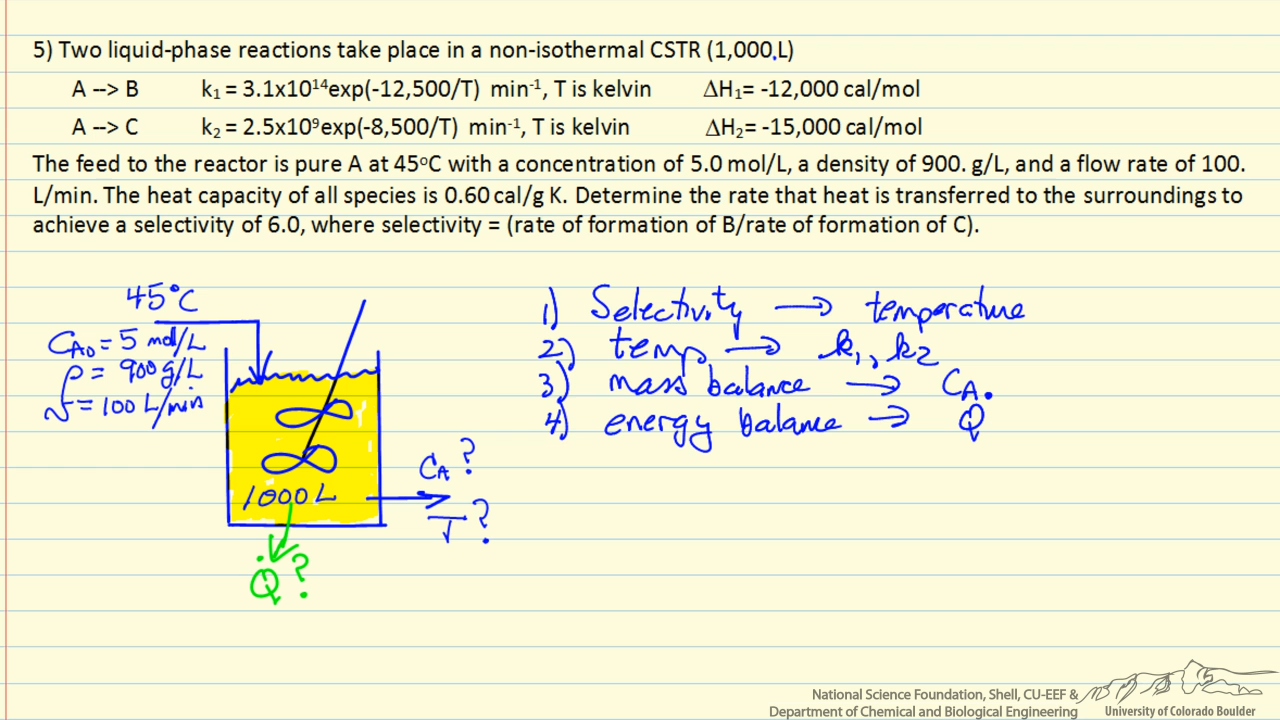 5) Two liquid-phase reactions take place in a non-isothermal CSTR (1,000,L)
A --> B k₁ = 3.1x10¹⁴exp(-12,500/T) min⁻¹, T is kelvin ΔH₁= -12,000 cal/mol
A --> C k₂ = 2.5x10⁹exp(-8,500/T) min⁻¹, T is kelvin ΔH₂= -15,000 cal/mol
The feed to the reactor is pure A at 45°C with a concentration of 5.0 mol/L, a density of 900. g/L, and a flow rate of 100.
L/min. The heat capacity of all species is 0.60 cal/g K. Determine the rate that heat is transferred to the surroundings to
achieve a selectivity of 6.0, where selectivity = (rate of formation of B/rate of formation of C).
45°C
C_A0 = 5 mol/L
ρ = 900 g/L
v = 100 L/min
1000 L
C_A ?
T ?
Q̇ ?
1) Selectivity → temperature
2) temp → k₁, k₂
3) mass balance → C_A.
4) energy balance → Q̇
National Science Foundation, Shell, CU-EEF &
Department of Chemical and Biological Engineering
University of Colorado Boulder